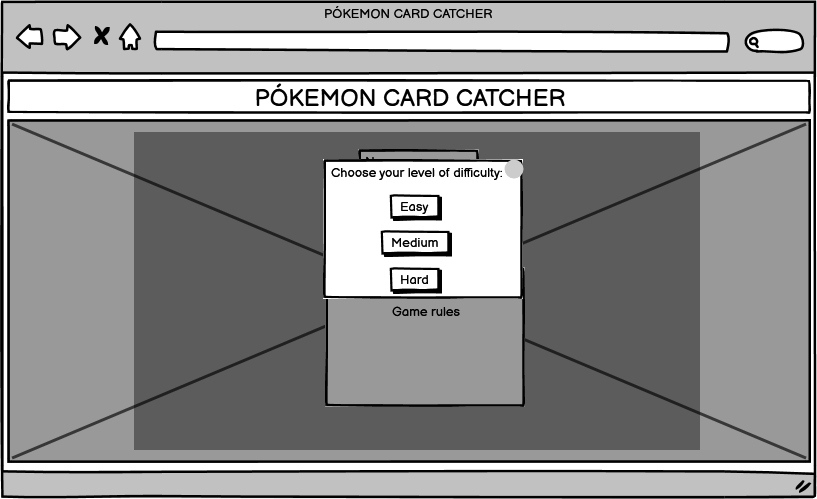 PÓKEMON CARD CATCHER
PÓKEMON CARD CATCHER
Choose your level of difficulty:
Easy
Medium
Hard
Game rules